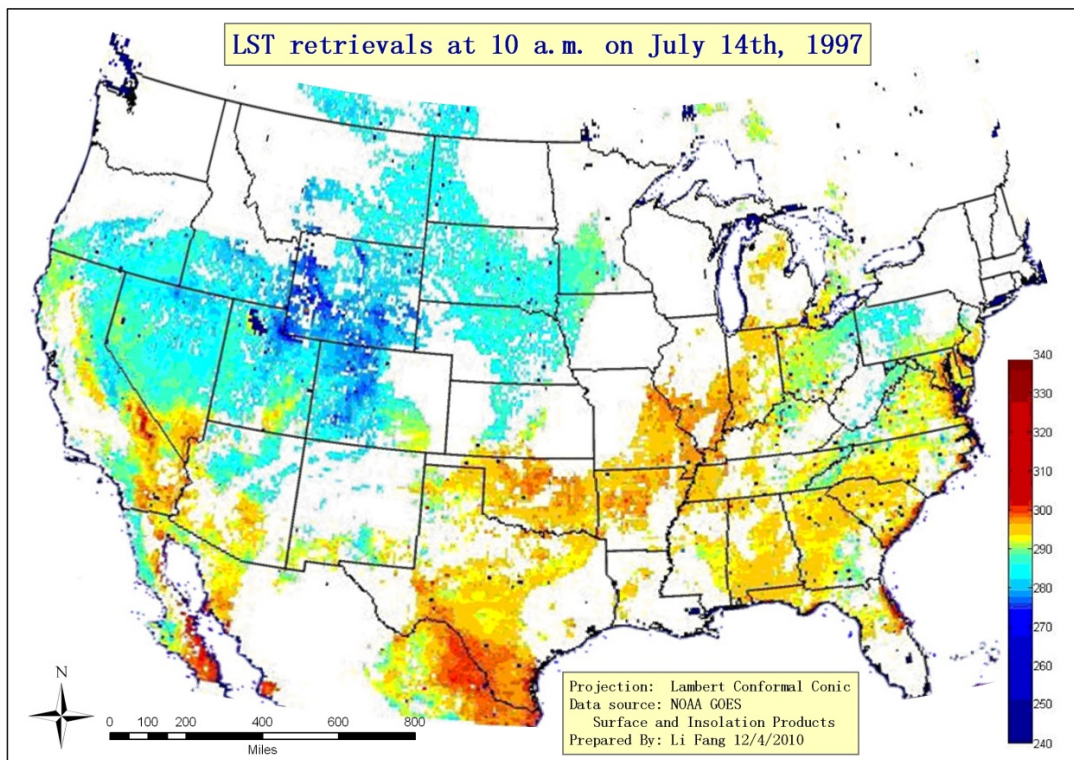 LST retrievals at 10 a.m. on July 14th, 1997
340
330
320
310
300
290
280
270
260
250
240
N
0 100 200 400 600 800
Miles
Projection: Lambert Conformal Conic
Data source: NOAA GOES
Surface and Insolation Products
Prepared By: Li Fang 12/4/2010